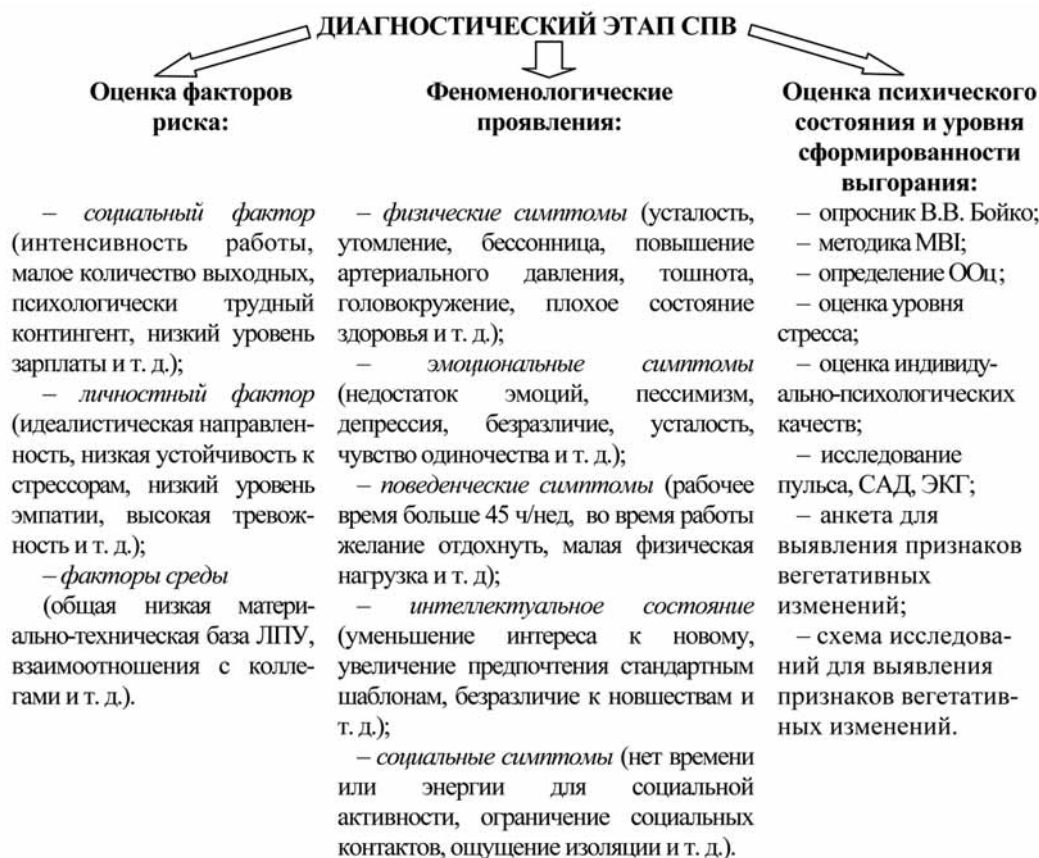 ДИАГНОСТИЧЕСКИЙ ЭТАП СПВ
Оценка факторов
риска:
– социальный фактор
(интенсивность работы,
малое количество выходных,
психологически трудный
контингент, низкий уровень
зарплаты и т. д.);
– личностный фактор
(идеалистическая направлен-
ность, низкая устойчивость к
стрессорам, низкий уровень
эмпатии, высокая тревож-
ность и т. д.);
– факторы среды
(общая низкая матери-
ально-техническая база ЛПУ,
взаимоотношения с колле-
гами и т. д.).
Феноменологические
проявления:
– физические симптомы (усталость,
утомление, бессонница, повышение
артериального давления, тошнота,
головокружение, плохое состояние
здоровья и т. д.);
– эмоциональные симптомы
(недостаток эмоций, пессимизм,
депрессия, безразличие, усталость,
чувство одиночества и т. д.);
– поведенческие симптомы (рабочее
время больше 45 ч/нед, во время работы
желание отдохнуть, малая физическая
нагрузка и т. д);
– интеллектуальное состояние
(уменьшение интереса к новому,
увеличение предпочтения стандартным
шаблонам, безразличие к новшествам и
т. д.);
– социальные симптомы (нет времени
или энергии для социальной
активности, ограничение социальных
контактов, ощущение изоляции и т. д.).
Оценка психического
состояния и уровня
сформированности
выгорания:
– опросник В.В. Бойко;
– методика MBI;
– определение ООц;
– оценка уровня
стресса;
– оценка индивиду-
ально-психологических
качеств;
– исследование
пульса, САД, ЭКГ;
– анкета для
выявления признаков
вегетативных
изменений;
– схема исследова-
ний для выявления
признаков вегетатив-
ных изменений.